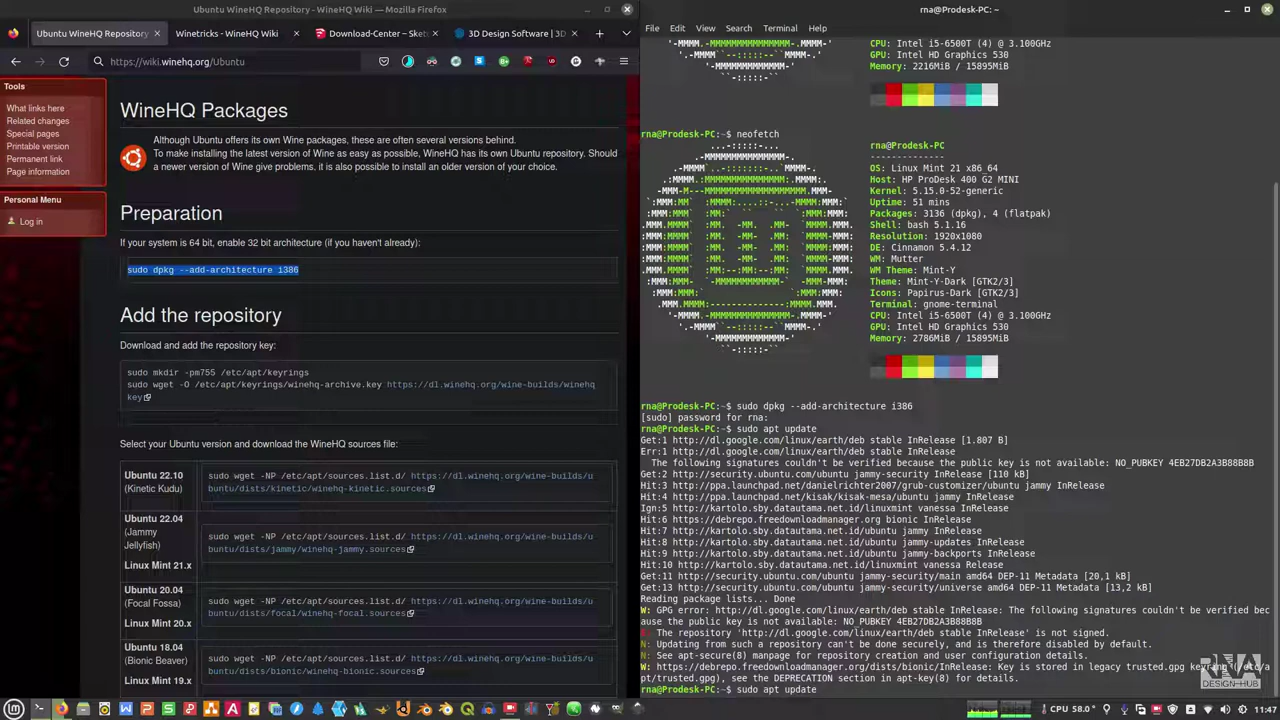 Ubuntu WineHQ Repository - WineHQ Wiki — Mozilla Firefox
Ubuntu WineHQ Repository
Winetricks - WineHQ Wiki
Download-Center – Sket
3D Design Software | 3D
https://wiki.winehq.org/Ubuntu
Tools
What links here
Related changes
Special pages
Printable version
Permanent link
Page information
Personal Menu
Log in
WineHQ Packages
Although Ubuntu offers its own Wine packages, these are often several versions behind.
To make installing the latest version of Wine as easy as possible, WineHQ has its own Ubuntu repository. Should
a newer version of Wine give problems, it is also possible to install an older version of your choice.
Preparation
If your system is 64 bit, enable 32 bit architecture (if you haven't already):
sudo dpkg --add-architecture i386
Add the repository
Download and add the repository key:
sudo mkdir -pm755 /etc/apt/keyrings
sudo wget -O /etc/apt/keyrings/winehq-archive.key https://dl.winehq.org/wine-builds/winehq
key
Select your Ubuntu version and download the WineHQ sources file:
Ubuntu 22.10
(Kinetic Kudu)
sudo wget -NP /etc/apt/sources.list.d/ https://dl.winehq.org/wine-builds/u
buntu/dists/kinetic/winehq-kinetic.sources
Ubuntu 22.04
(Jammy
Jellyfish)
Linux Mint 21.x
sudo wget -NP /etc/apt/sources.list.d/ https://dl.winehq.org/wine-builds/u
buntu/dists/jammy/winehq-jammy.sources
Ubuntu 20.04
(Focal Fossa)
Linux Mint 20.x
sudo wget -NP /etc/apt/sources.list.d/ https://dl.winehq.org/wine-builds/u
buntu/dists/focal/winehq-focal.sources
Ubuntu 18.04
(Bionic Beaver)
Linux Mint 19.x
sudo wget -NP /etc/apt/sources.list.d/ https://dl.winehq.org/wine-builds/u
buntu/dists/bionic/winehq-bionic.sources
rna@Prodesk-PC: ~
File Edit View Search Terminal Help
CPU: Intel i5-6500T (4) @ 3.100GHz
GPU: Intel HD Graphics 530
Memory: 2216MiB / 15895MiB
rna@Prodesk-PC:~$ neofetch
rna@Prodesk-PC
--------------
OS: Linux Mint 21 x86_64
Host: HP ProDesk 400 G2 MINI
Kernel: 5.15.0-52-generic
Uptime: 51 mins
Packages: 3136 (dpkg), 4 (flatpak)
Shell: bash 5.1.16
Resolution: 1920x1080
DE: Cinnamon 5.4.12
WM: Mutter
WM Theme: Mint-Y
Theme: Mint-Y-Dark [GTK2/3]
Icons: Papirus-Dark [GTK2/3]
Terminal: gnome-terminal
CPU: Intel i5-6500T (4) @ 3.100GHz
GPU: Intel HD Graphics 530
Memory: 2786MiB / 15895MiB
rna@Prodesk-PC:~$ sudo dpkg --add-architecture i386
[sudo] password for rna:
rna@Prodesk-PC:~$ sudo apt update
Get:1 http://dl.google.com/linux/earth/deb stable InRelease [1.807 B]
Err:1 http://dl.google.com/linux/earth/deb stable InRelease
The following signatures couldn't be verified because the public key is not available: NO_PUBKEY 4EB27DB2A3B88B8B
Get:2 http://security.ubuntu.com/ubuntu jammy-security InRelease [110 kB]
Hit:3 http://ppa.launchpad.net/danielrichter2007/grub-customizer/ubuntu jammy InRelease
Hit:4 http://ppa.launchpad.net/kisak/kisak-mesa/ubuntu jammy InRelease
Ign:5 http://kartolo.sby.datautama.net.id/linuxmint vanessa InRelease
Hit:6 https://debrepo.freedownloadmanager.org bionic InRelease
Hit:7 http://kartolo.sby.datautama.net.id/ubuntu jammy InRelease
Hit:8 http://kartolo.sby.datautama.net.id/ubuntu jammy-updates InRelease
Hit:9 http://kartolo.sby.datautama.net.id/ubuntu jammy-backports InRelease
Hit:10 http://kartolo.sby.datautama.net.id/linuxmint vanessa Release
Get:11 http://security.ubuntu.com/ubuntu jammy-security/main amd64 DEP-11 Metadata [20,1 kB]
Get:13 http://security.ubuntu.com/ubuntu jammy-security/universe amd64 DEP-11 Metadata [13,2 kB]
Reading package lists... Done
W: GPG error: http://dl.google.com/linux/earth/deb stable InRelease: The following signatures couldn't be verified bec
ause the public key is not available: NO_PUBKEY 4EB27DB2A3B88B8B
E: The repository 'http://dl.google.com/linux/earth/deb stable InRelease' is not signed.
N: Updating from such a repository can't be done securely, and is therefore disabled by default.
N: See apt-secure(8) manpage for repository creation and user configuration details.
W: https://debrepo.freedownloadmanager.org/dists/bionic/InRelease: Key is stored in legacy trusted.gpg keyring (/etc/a
pt/trusted.gpg), see the DEPRECATION section in apt-key(8) for details.
rna@Prodesk-PC:~$ sudo apt update
RNA
DESIGN-HUB
CPU 58.0°
11:47